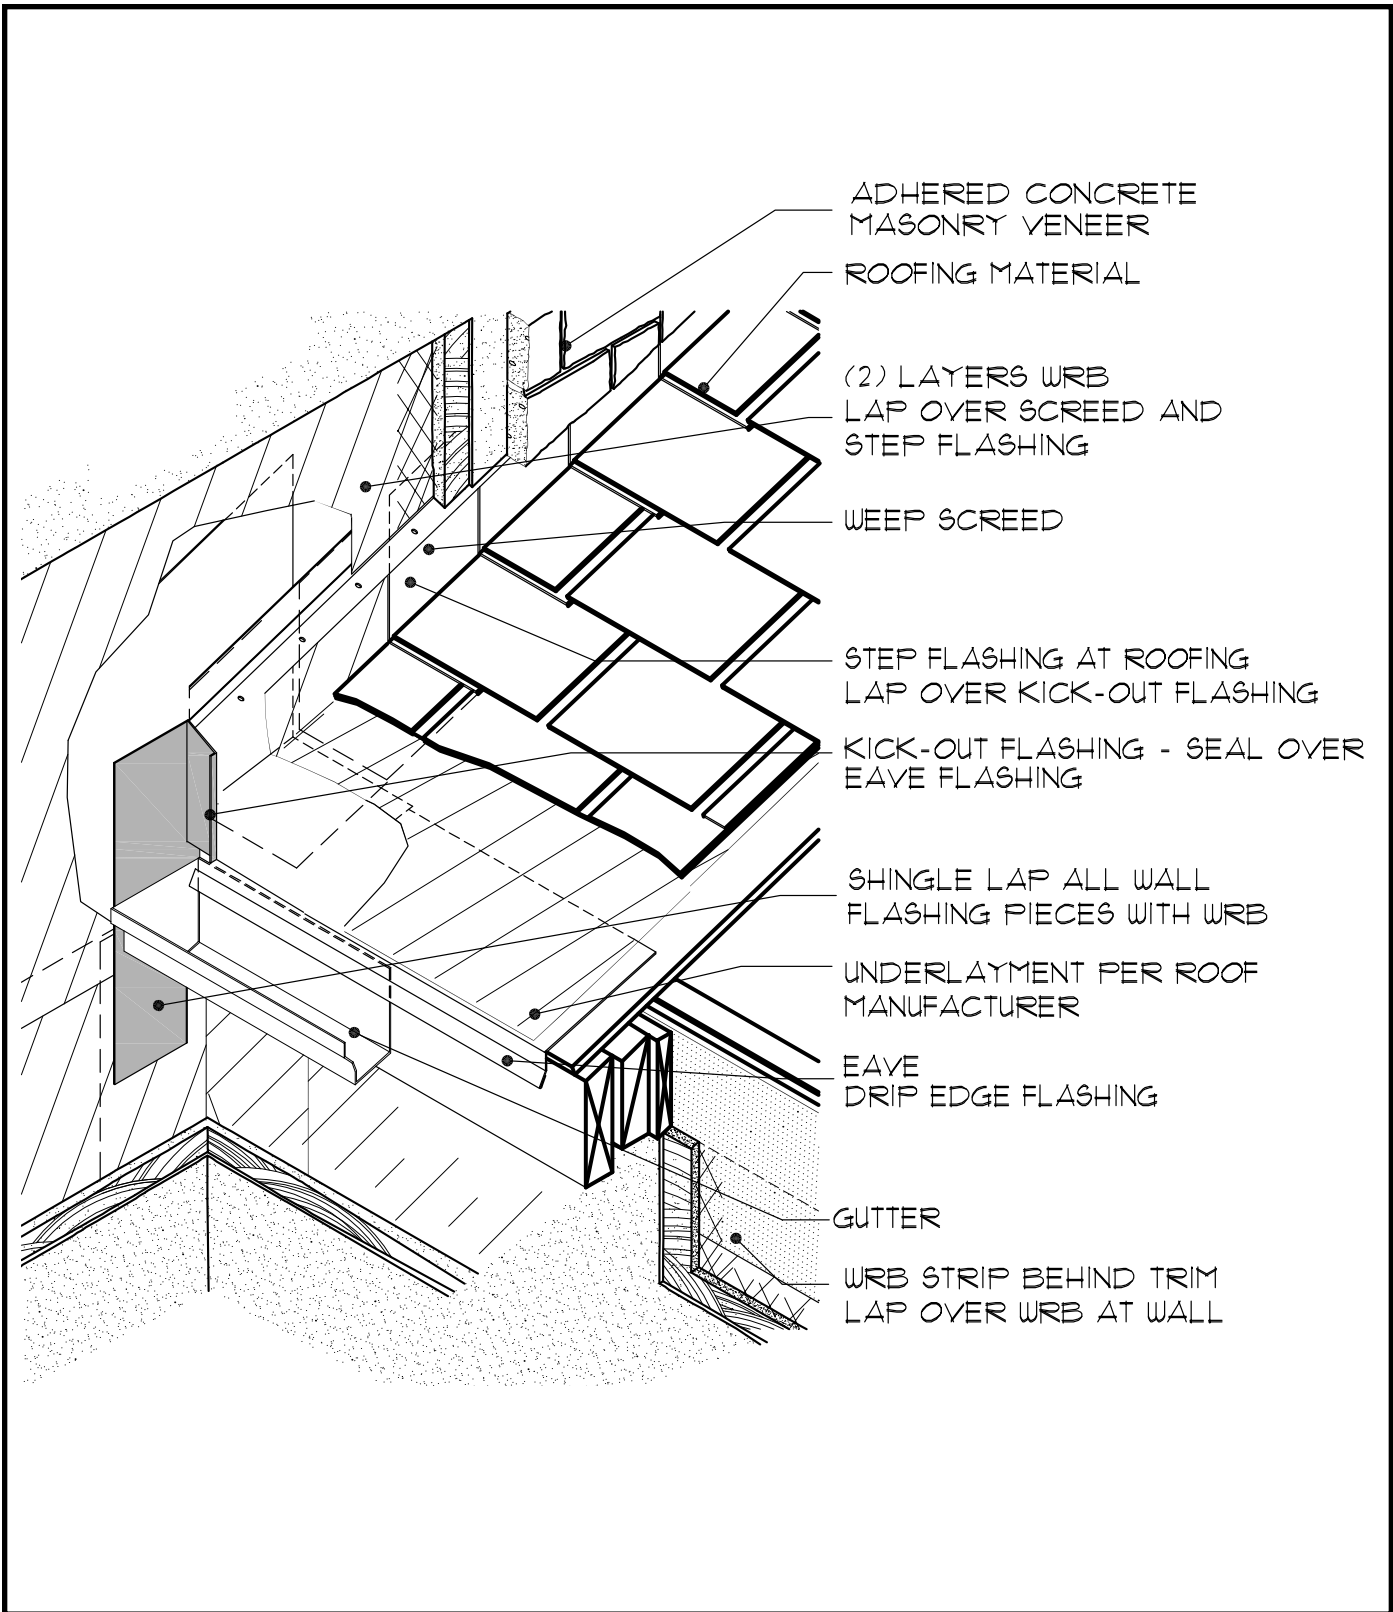 ADHERED CONCRETE
MASONRY VENEER
ROOFING MATERIAL
(2) LAYERS WRB
LAP OVER SCREED AND
STEP FLASHING
WEEP SCREED
STEP FLASHING AT ROOFING
LAP OVER KICK-OUT FLASHING
KICK-OUT FLASHING - SEAL OVER
EAVE FLASHING
SHINGLE LAP ALL WALL
FLASHING PIECES WITH WRB
UNDERLAYMENT PER ROOF
MANUFACTURER
EAVE
DRIP EDGE FLASHING
GUTTER
WRB STRIP BEHIND TRIM
LAP OVER WRB AT WALL